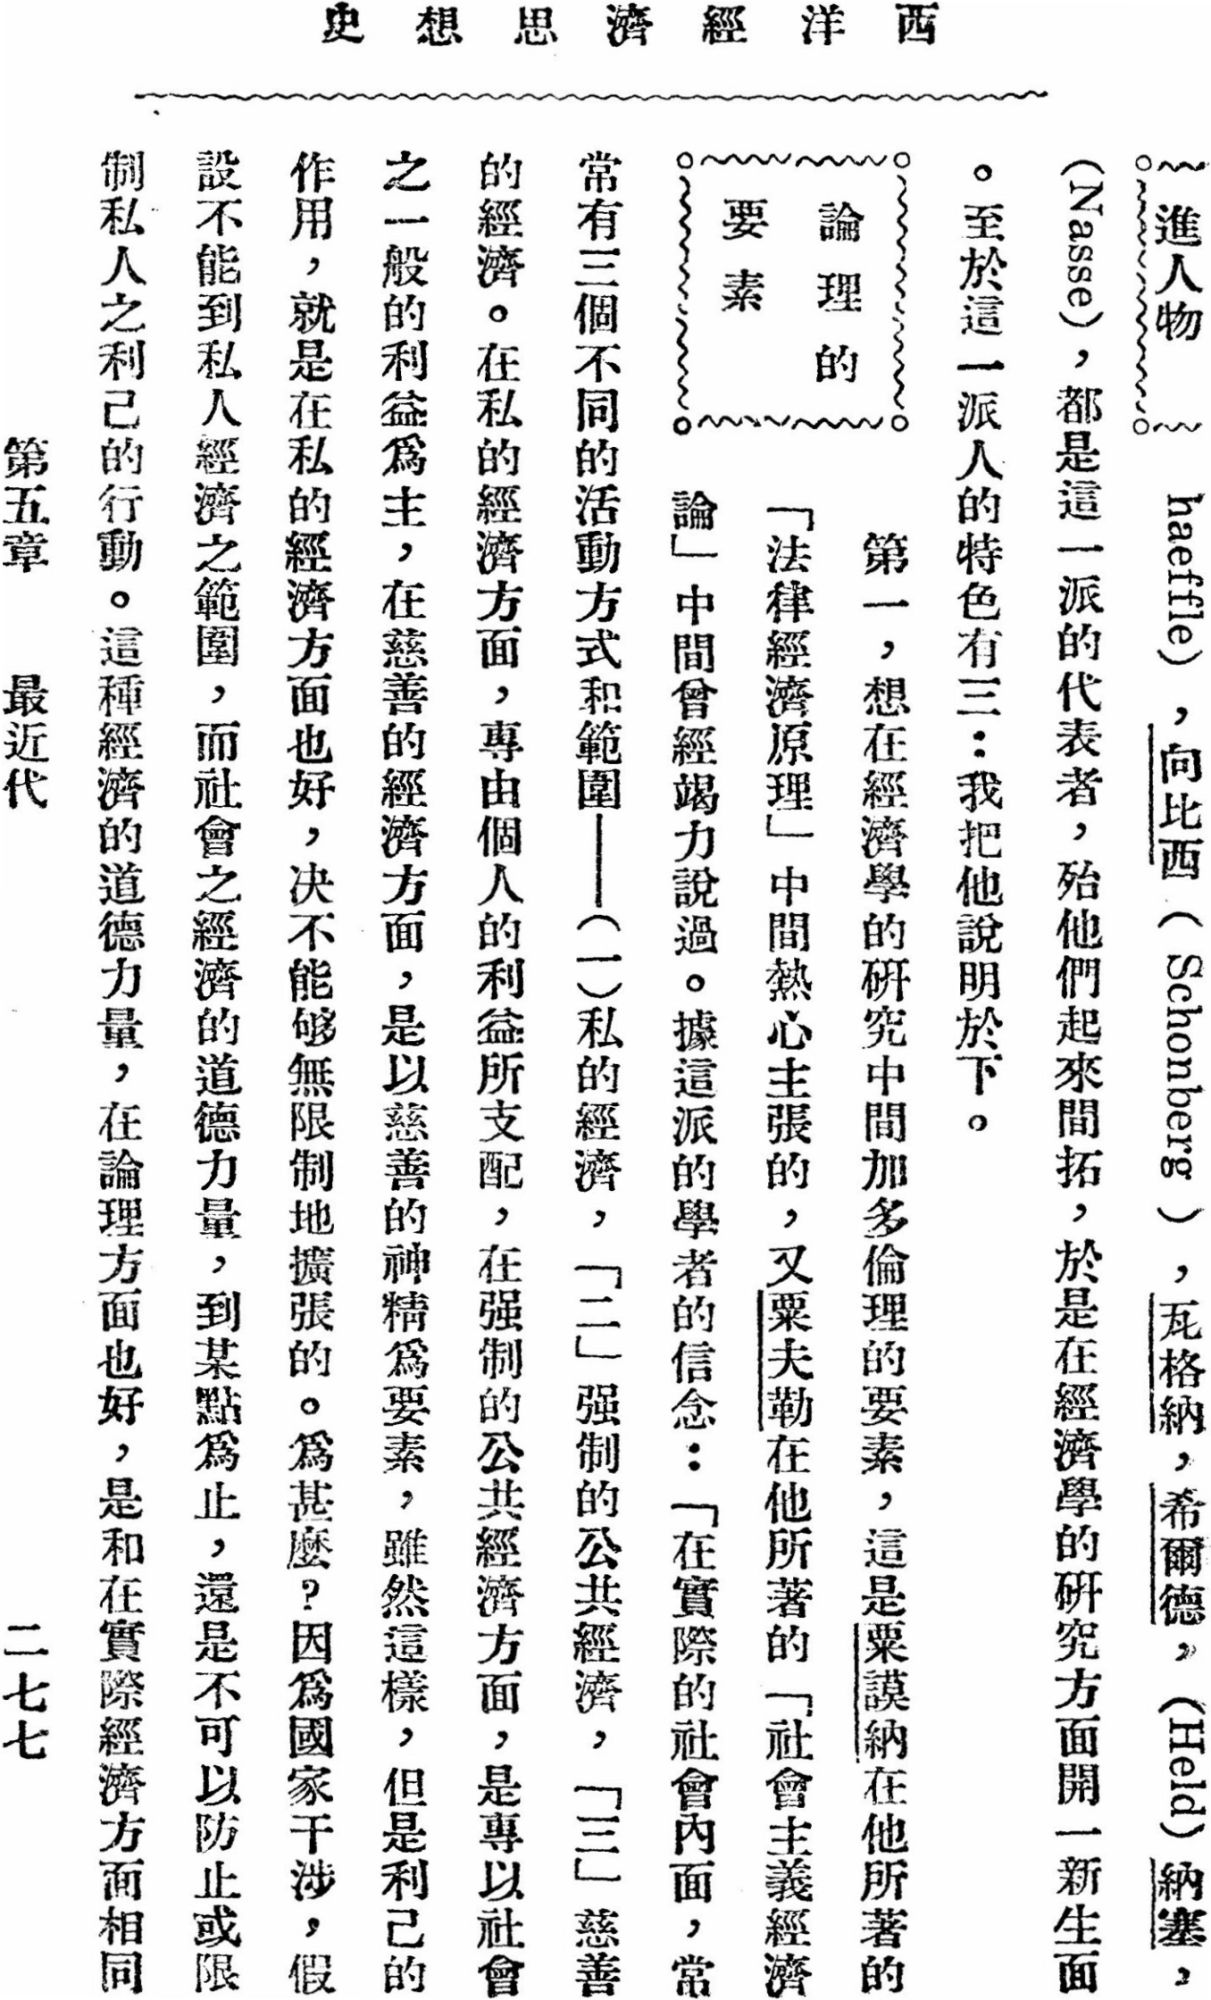 西洋經濟思想史
進人物
haeffle），向比西（Schonberg），瓦格納，希爾德，（Held）納塞，
（Nasse），都是這一派的代表者，殆他們起來間拓，於是在經濟學的研究方面開一新生面
。至於這一派人的特色有三：我把他說明於下。
論理的
要素
第一，想在經濟學的研究中間加多倫理的要素，這是粟謨納在他所著的
「法律經濟原理」中間熱心主張的，又粟夫勒在他所著的「社會主義經濟
論」中間曾經竭力說過。據這派的學者的信念：「在實際的社會內面，常
常有三個不同的活動方式和範圍——（一）私的經濟，「二」强制的公共經濟，「三」慈善
的經濟。在私的經濟方面，專由個人的利益所支配，在强制的公共經濟方面，是專以社會
之一般的利益爲主，在慈善的經濟方面，是以慈善的神精爲要素，雖然這樣，但是利己的
作用，就是在私的經濟方面也好，决不能够無限制地擴張的。爲甚麼?因爲國家干涉，假
設不能到私人經濟之範圍，而社會之經濟的道德力量，到某點爲止，還是不可以防止或限
制私人之利己的行動。這種經濟的道德力量，在論理方面也好，是和在實際經濟方面相同
第五章　最近代　二七七